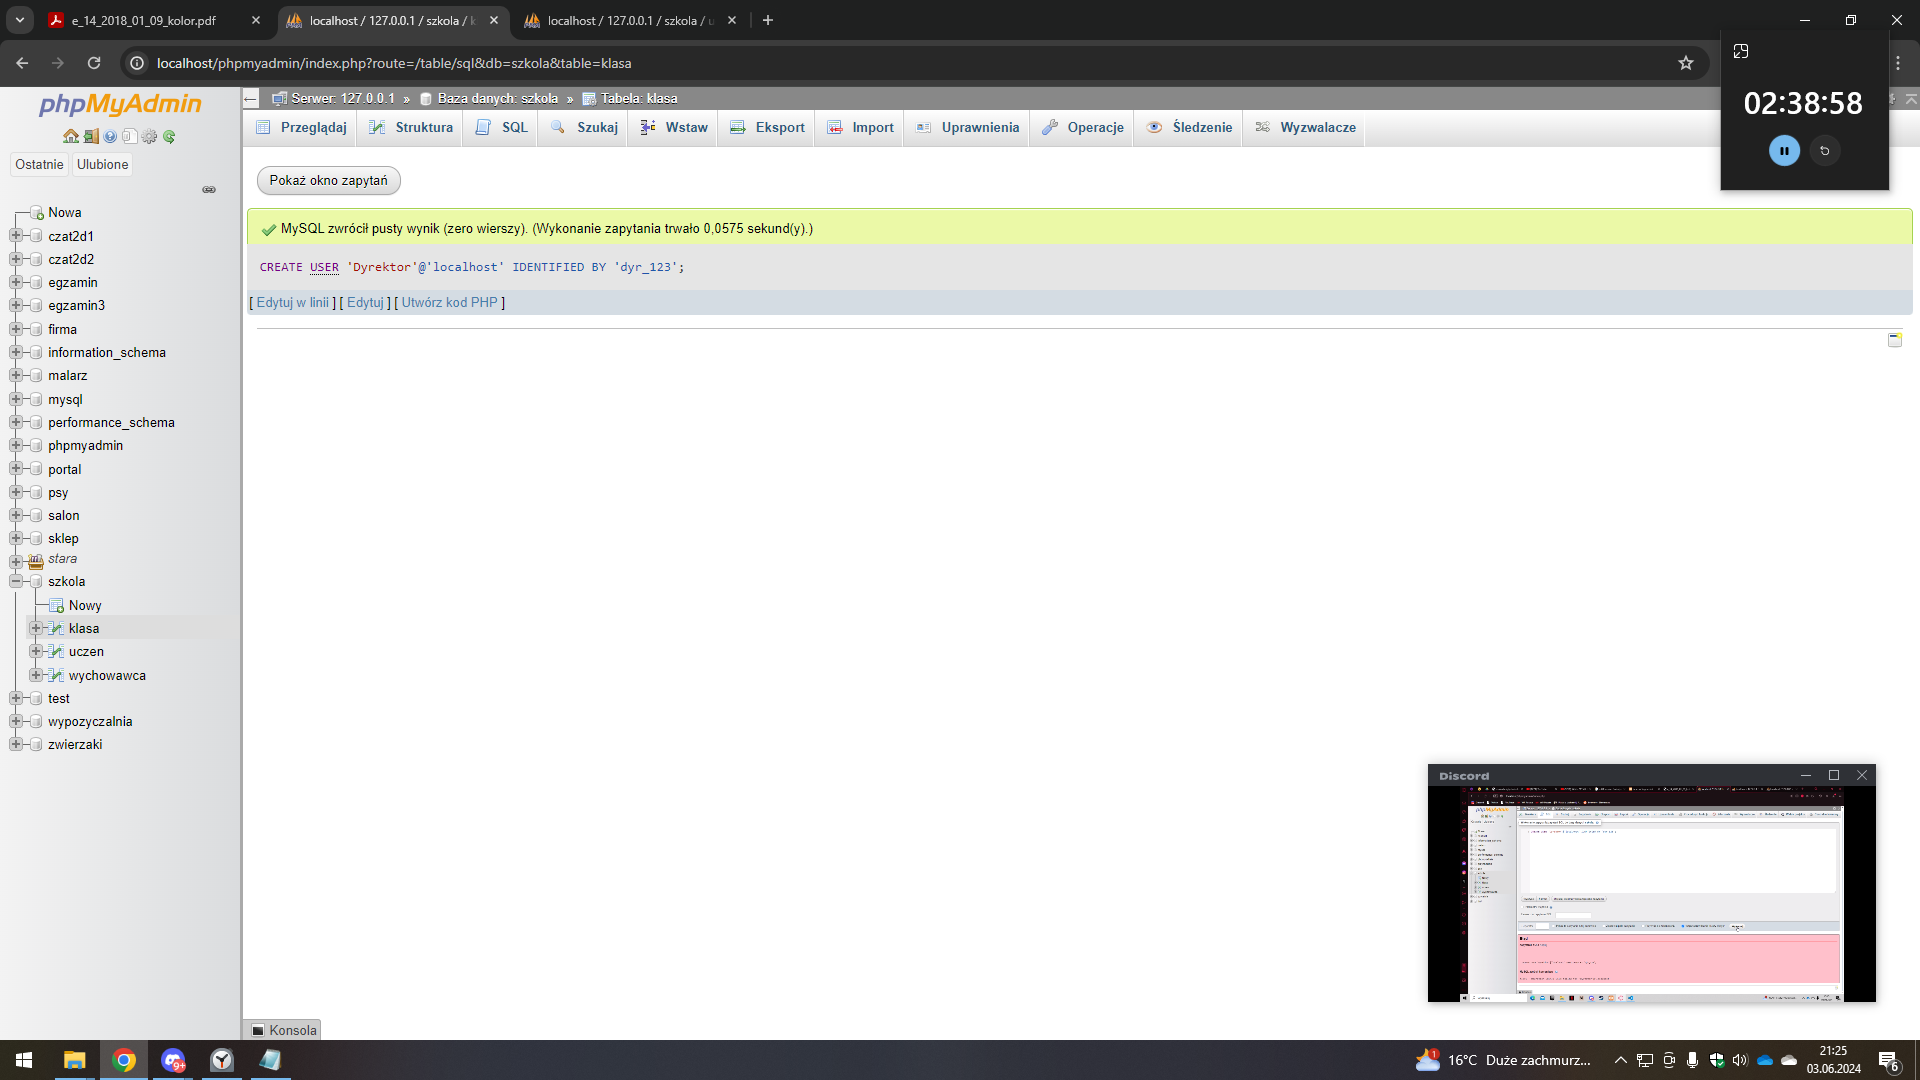 e_14_2018_01_09_kolor.pdf
localhost / 127.0.0.1 / szkola / k
localhost / 127.0.0.1 / szkola / u
localhost/phpmyadmin/index.php?route=/table/sql&db=szkola&table=klasa
02:38:58
phpMyAdmin
Ostatnie
Ulubione
Nowa
czat2d1
czat2d2
egzamin
egzamin3
firma
information_schema
malarz
mysql
performance_schema
phpmyadmin
portal
psy
salon
sklep
stara
szkola
Nowy
klasa
uczen
wychowawca
test
wypozyczalnia
zwierzaki
Serwer: 127.0.0.1 » Baza danych: szkola » Tabela: klasa
Przeglądaj
Struktura
SQL
Szukaj
Wstaw
Eksport
Import
Uprawnienia
Operacje
Śledzenie
Wyzwalacze
Pokaż okno zapytań
MySQL zwrócił pusty wynik (zero wierszy). (Wykonanie zapytania trwało 0,0575 sekund(y).)
CREATE USER 'Dyrektor'@'localhost' IDENTIFIED BY 'dyr_123';
[ Edytuj w linii ] [ Edytuj ] [ Utwórz kod PHP ]
Konsola
Discord
phpMyAdmin
9+
1
16°C Duże zachmurz...
21:25
03.06.2024
6